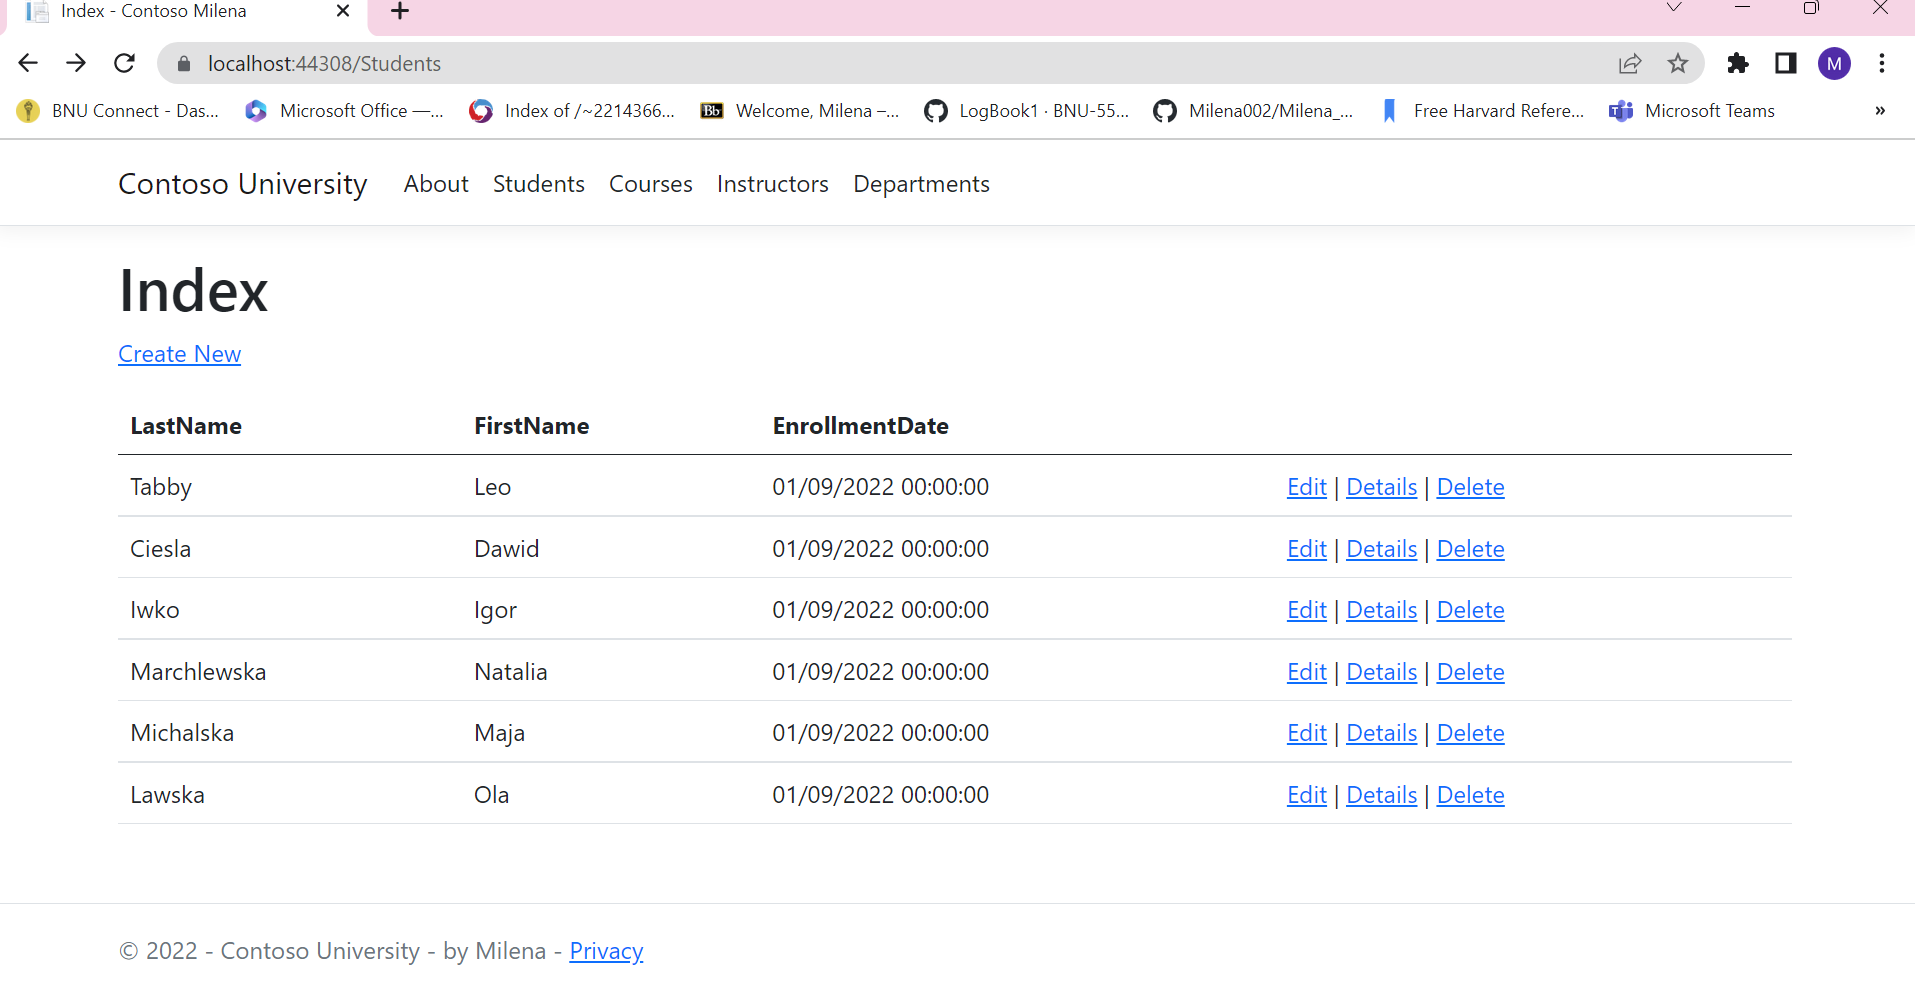 Index - Contoso Milena
localhost:44308/Students
M
BNU Connect - Das... Microsoft Office —... Index of /~2214366... Bb Welcome, Milena –... LogBook1 · BNU-55... Milena002/Milena_... Free Harvard Refere... Microsoft Teams »
Contoso University About Students Courses Instructors Departments
Index
Create New
LastName FirstName EnrollmentDate
Tabby Leo 01/09/2022 00:00:00 Edit | Details | Delete
Ciesla Dawid 01/09/2022 00:00:00 Edit | Details | Delete
Iwko Igor 01/09/2022 00:00:00 Edit | Details | Delete
Marchlewska Natalia 01/09/2022 00:00:00 Edit | Details | Delete
Michalska Maja 01/09/2022 00:00:00 Edit | Details | Delete
Lawska Ola 01/09/2022 00:00:00 Edit | Details | Delete
© 2022 - Contoso University - by Milena - Privacy